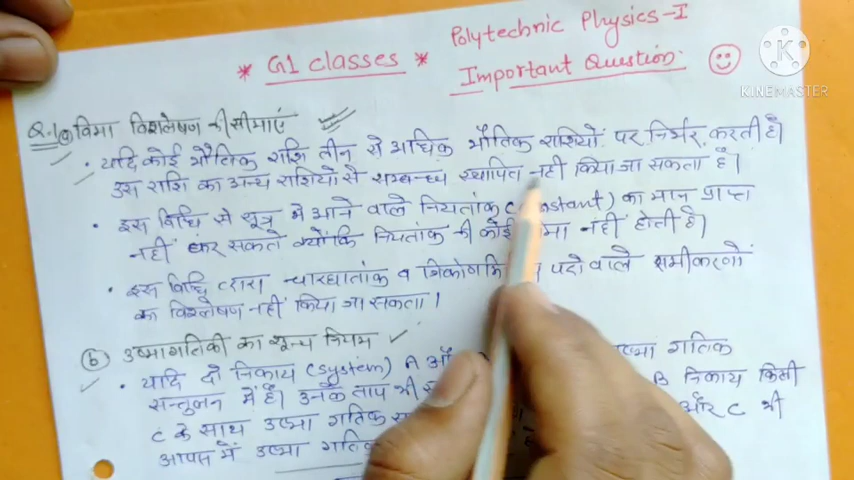 Polytechnic Physics-I
* G1 classes *
Important Question.
KINEMASTER
Q.1 (a) विमा विश्लेषण की सीमाएं
• यदि कोई भौतिक राशि तीन से अधिक भौतिक राशियों पर निर्भर करती है।
उस राशि का अन्य राशियों से सम्बन्ध स्थापित नही किया जा सकता है।
• इस विधि से सूत्र में आने वाले नियतांक (constant) का मान प्राप्त
नहीं कर सकते क्योंकि नियतांक की कोई नहीं होती है।
• इस विधि द्वारा चारघातांक व पदो वाले समीकरणों
का विश्लेषण नहीं किया जा सकता।
(b) उष्मागतिकी का शून्य नियम
• यदि दो निकाय (system) A गतिक
सन्तुलन में है। उनके ताप भी B निकाय किसी
C के साथ उष्मा गतिक और C भी
आपस में उष्मा गतिक